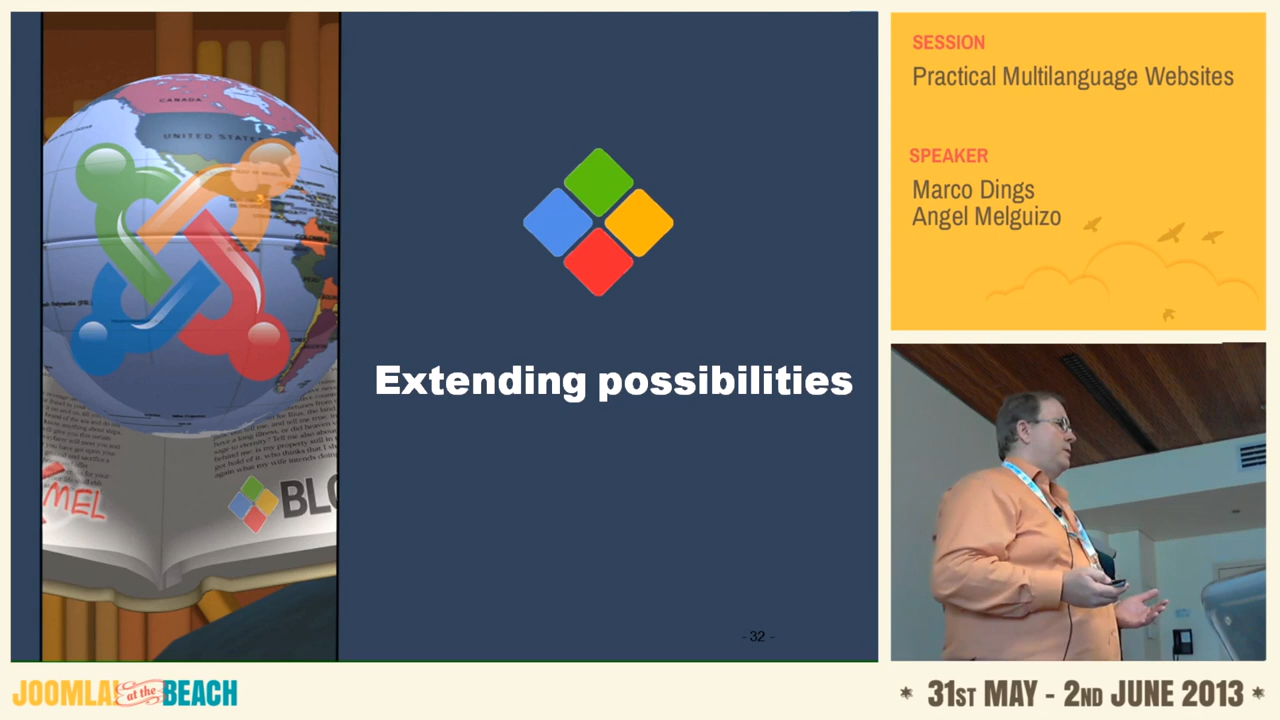 CANADA
UNITED STATES
MEL
BLO
Extending possibilities
- 32 -
SESSION
Practical Multilanguage Websites
SPEAKER
Marco Dings
Angel Melguizo
JOOMLA! at the BEACH
* 31ST MAY - 2ND JUNE 2013 *